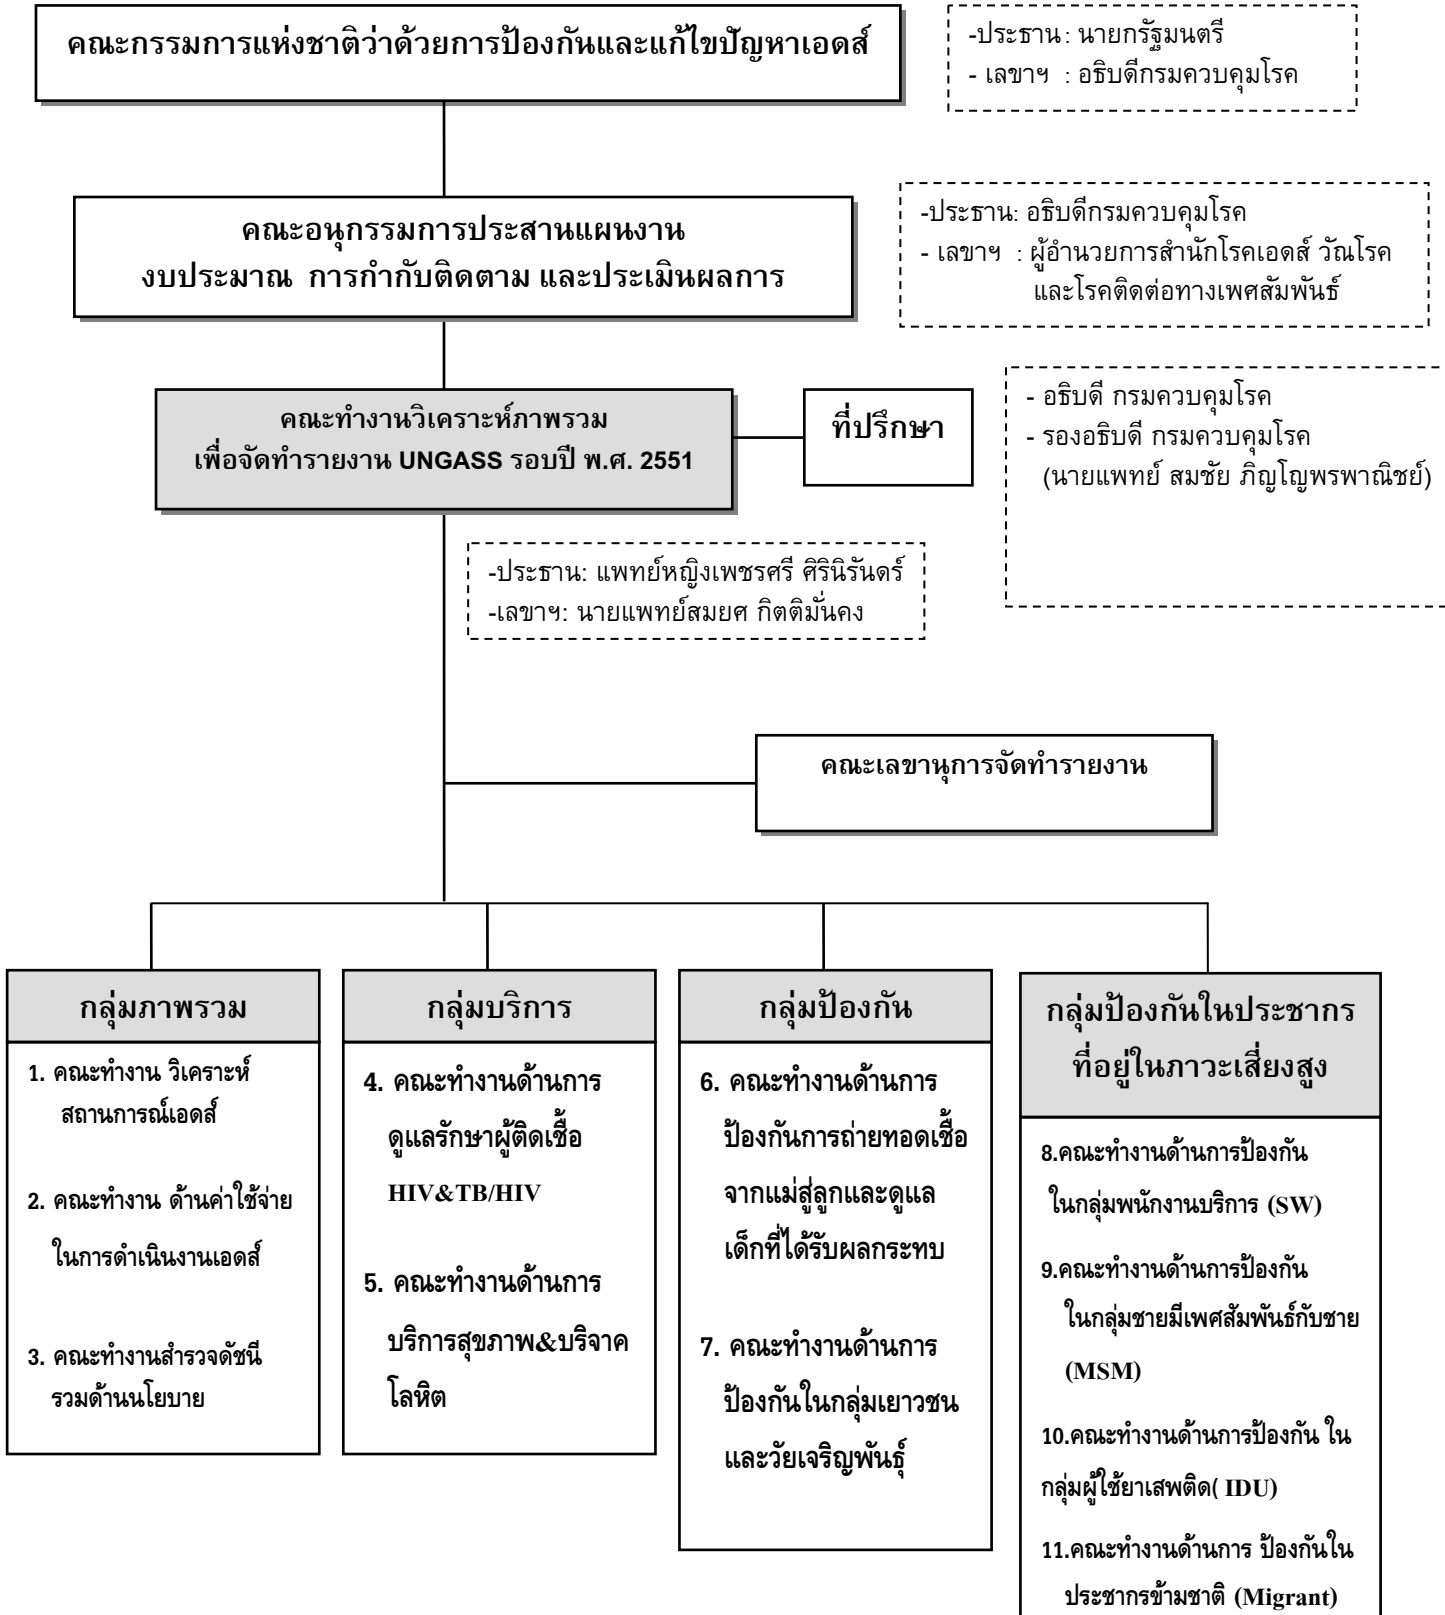 คณะกรรมการแห่งชาติว่าด้วยการป้องกันและแก้ไขปัญหาเอดส์
-ประธาน : นายกรัฐมนตรี
- เลขาฯ : อธิบดีกรมควบคุมโรค
คณะอนุกรรมการประสานแผนงาน
งบประมาณ การกำกับติดตาม และประเมินผลการ
-ประธาน: อธิบดีกรมควบคุมโรค
- เลขาฯ : ผู้อำนวยการสำนักโรคเอดส์ วัณโรค
และโรคติดต่อทางเพศสัมพันธ์
คณะทำงานวิเคราะห์ภาพรวม
เพื่อจัดทำรายงาน UNGASS รอบปี พ.ศ. 2551
ที่ปรึกษา
- อธิบดี กรมควบคุมโรค
- รองอธิบดี กรมควบคุมโรค
(นายแพทย์ สมชัย ภิญโญพรพาณิชย์)
-ประธาน: แพทย์หญิงเพชรศรี ศิรินิรันดร์
-เลขาฯ: นายแพทย์สมยศ กิตติมั่นคง
คณะเลขานุการจัดทำรายงาน
กลุ่มภาพรวม
1. คณะทำงาน วิเคราะห์
สถานการณ์เอดส์
2. คณะทำงาน ด้านค่าใช้จ่าย
ในการดำเนินงานเอดส์
3. คณะทำงานสำรวจดัชนี
รวมด้านนโยบาย
กลุ่มบริการ
4. คณะทำงานด้านการ
ดูแลรักษาผู้ติดเชื้อ
HIV&TB/HIV
5. คณะทำงานด้านการ
บริการสุขภาพ&บริจาค
โลหิต
กลุ่มป้องกัน
6. คณะทำงานด้านการ
ป้องกันการถ่ายทอดเชื้อ
จากแม่สู่ลูกและดูแล
เด็กที่ได้รับผลกระทบ
7. คณะทำงานด้านการ
ป้องกันในกลุ่มเยาวชน
และวัยเจริญพันธุ์
กลุ่มป้องกันในประชากร
ที่อยู่ในภาวะเสี่ยงสูง
8.คณะทำงานด้านการป้องกัน
ในกลุ่มพนักงานบริการ (SW)
9.คณะทำงานด้านการป้องกัน
ในกลุ่มชายมีเพศสัมพันธ์กับชาย
(MSM)
10.คณะทำงานด้านการป้องกัน ใน
กลุ่มผู้ใช้ยาเสพติด( IDU)
11.คณะทำงานด้านการ ป้องกันใน
ประชากรข้ามชาติ (Migrant)